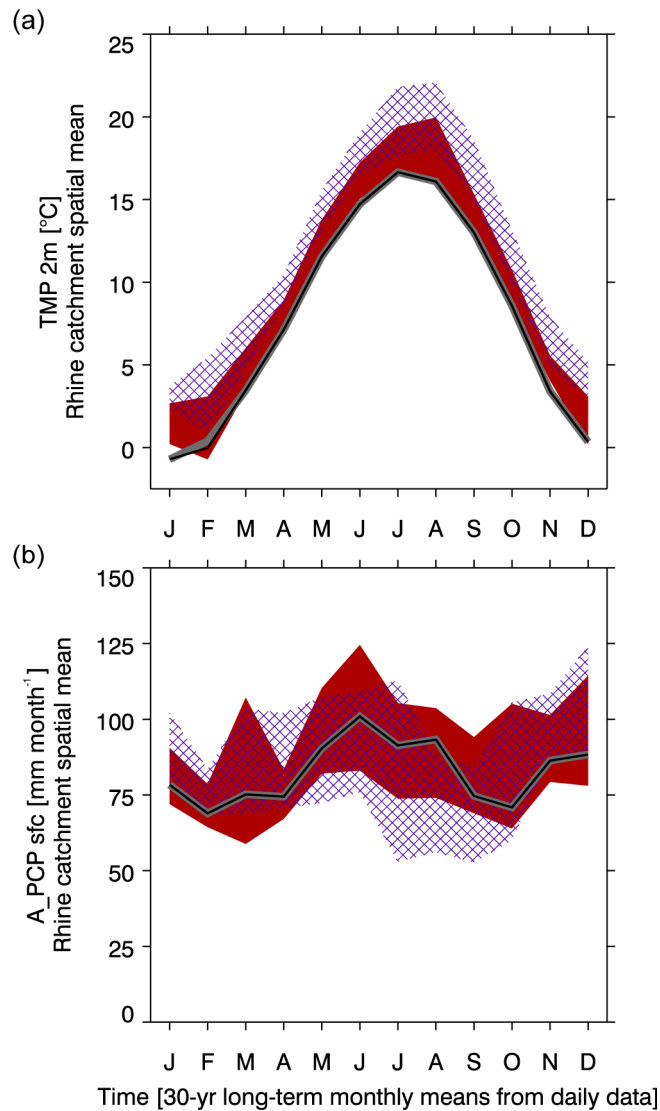 (a)
25
20
15
10
5
0
TMP 2m [°C]
Rhine catchment spatial mean
J F M A M J J A S O N D
(b)
150
125
100
75
50
25
0
A_PCP sfc [mm month⁻¹]
Rhine catchment spatial mean
J F M A M J J A S O N D
Time [30-yr long-term monthly means from daily data]